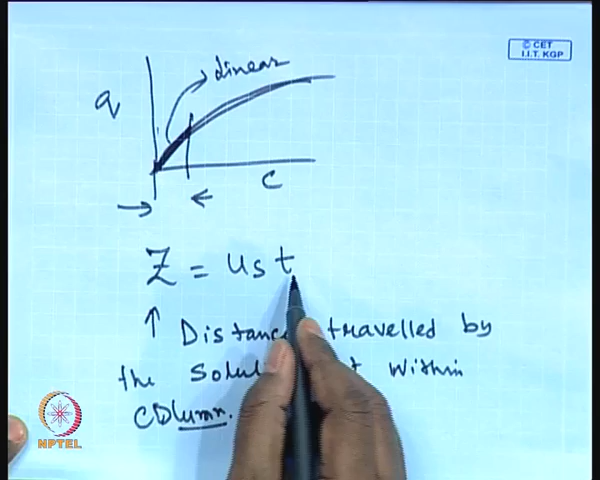 © CET
I.I.T. KGP
q
Linear
C
Z = us t
↑ Distance travelled by
the within
Column.
NPTEL